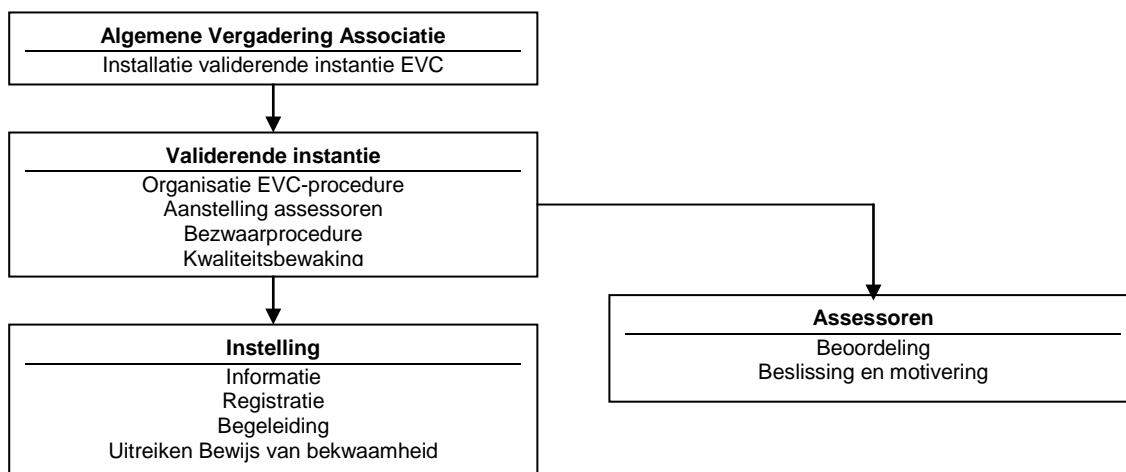 Algemene Vergadering Associatie
Installatie validerende instantie EVC
Validerende instantie
Organisatie EVC-procedure
Aanstelling assessoren
Bezwaarprocedure
Kwaliteitsbewaking
Assessoren
Beoordeling
Beslissing en motivering
Instelling
Informatie
Registratie
Begeleiding
Uitreiken Bewijs van bekwaamheid